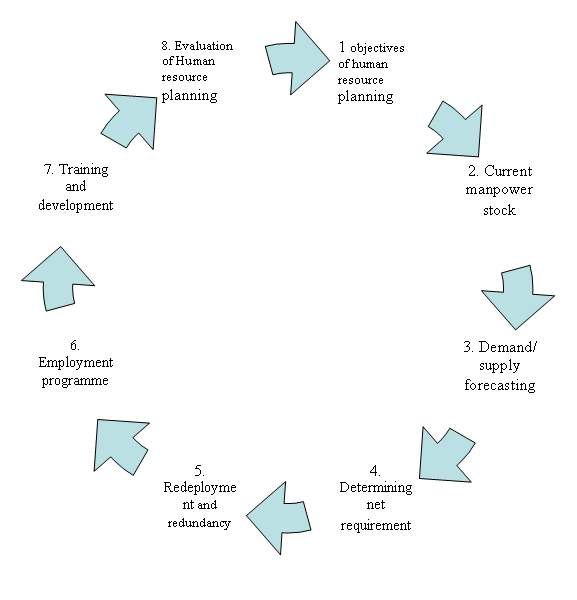 8. Evaluation
of Human
resource
planning
1 objectives
of human
resource
planning
2. Current
manpower
stock
3. Demand/
supply
forecasting
4.
Determining
net
requirement
5.
Redeployme
nt and
redundancy
6.
Employment
programme
7. Training
and
development